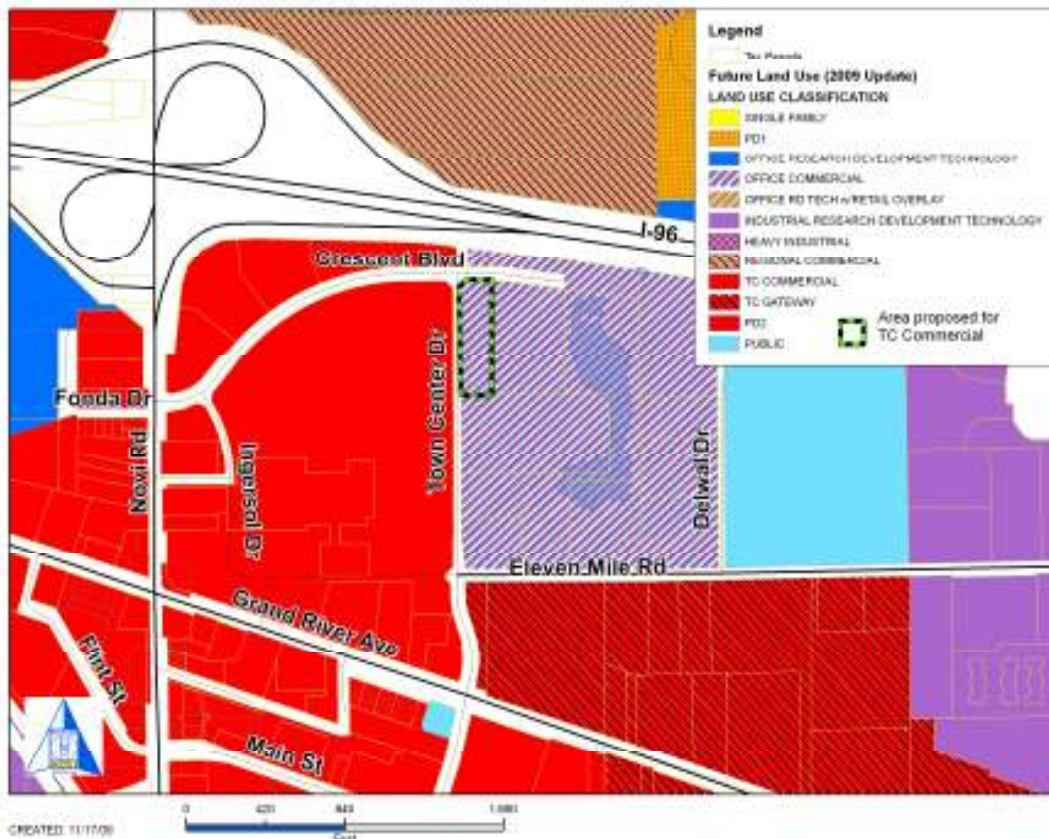 Legend
Tax Parcels
Future Land Use (2009 Update)
LAND USE CLASSIFICATION
SINGLE FAMILY
PD1
OFFICE RESEARCH DEVELOPMENT TECHNOLOGY
OFFICE COMMERCIAL
OFFICE RD TECH w/RETAIL OVERLAY
INDUSTRIAL RESEARCH DEVELOPMENT TECHNOLOGY
HEAVY INDUSTRIAL
REGIONAL COMMERCIAL
TC COMMERCIAL
TC GATEWAY
PD2
PUBLIC
Area proposed for
TC Commercial
I-96
Crescent Blvd
Town Center Dr
Fonda Dr
Novi Rd
Ingersol Dr
Delwal Dr
Eleven Mile Rd
Grand River Ave
Flint St
Main St
0 420 840 1,680
Feet
CREATED: 11/17/09